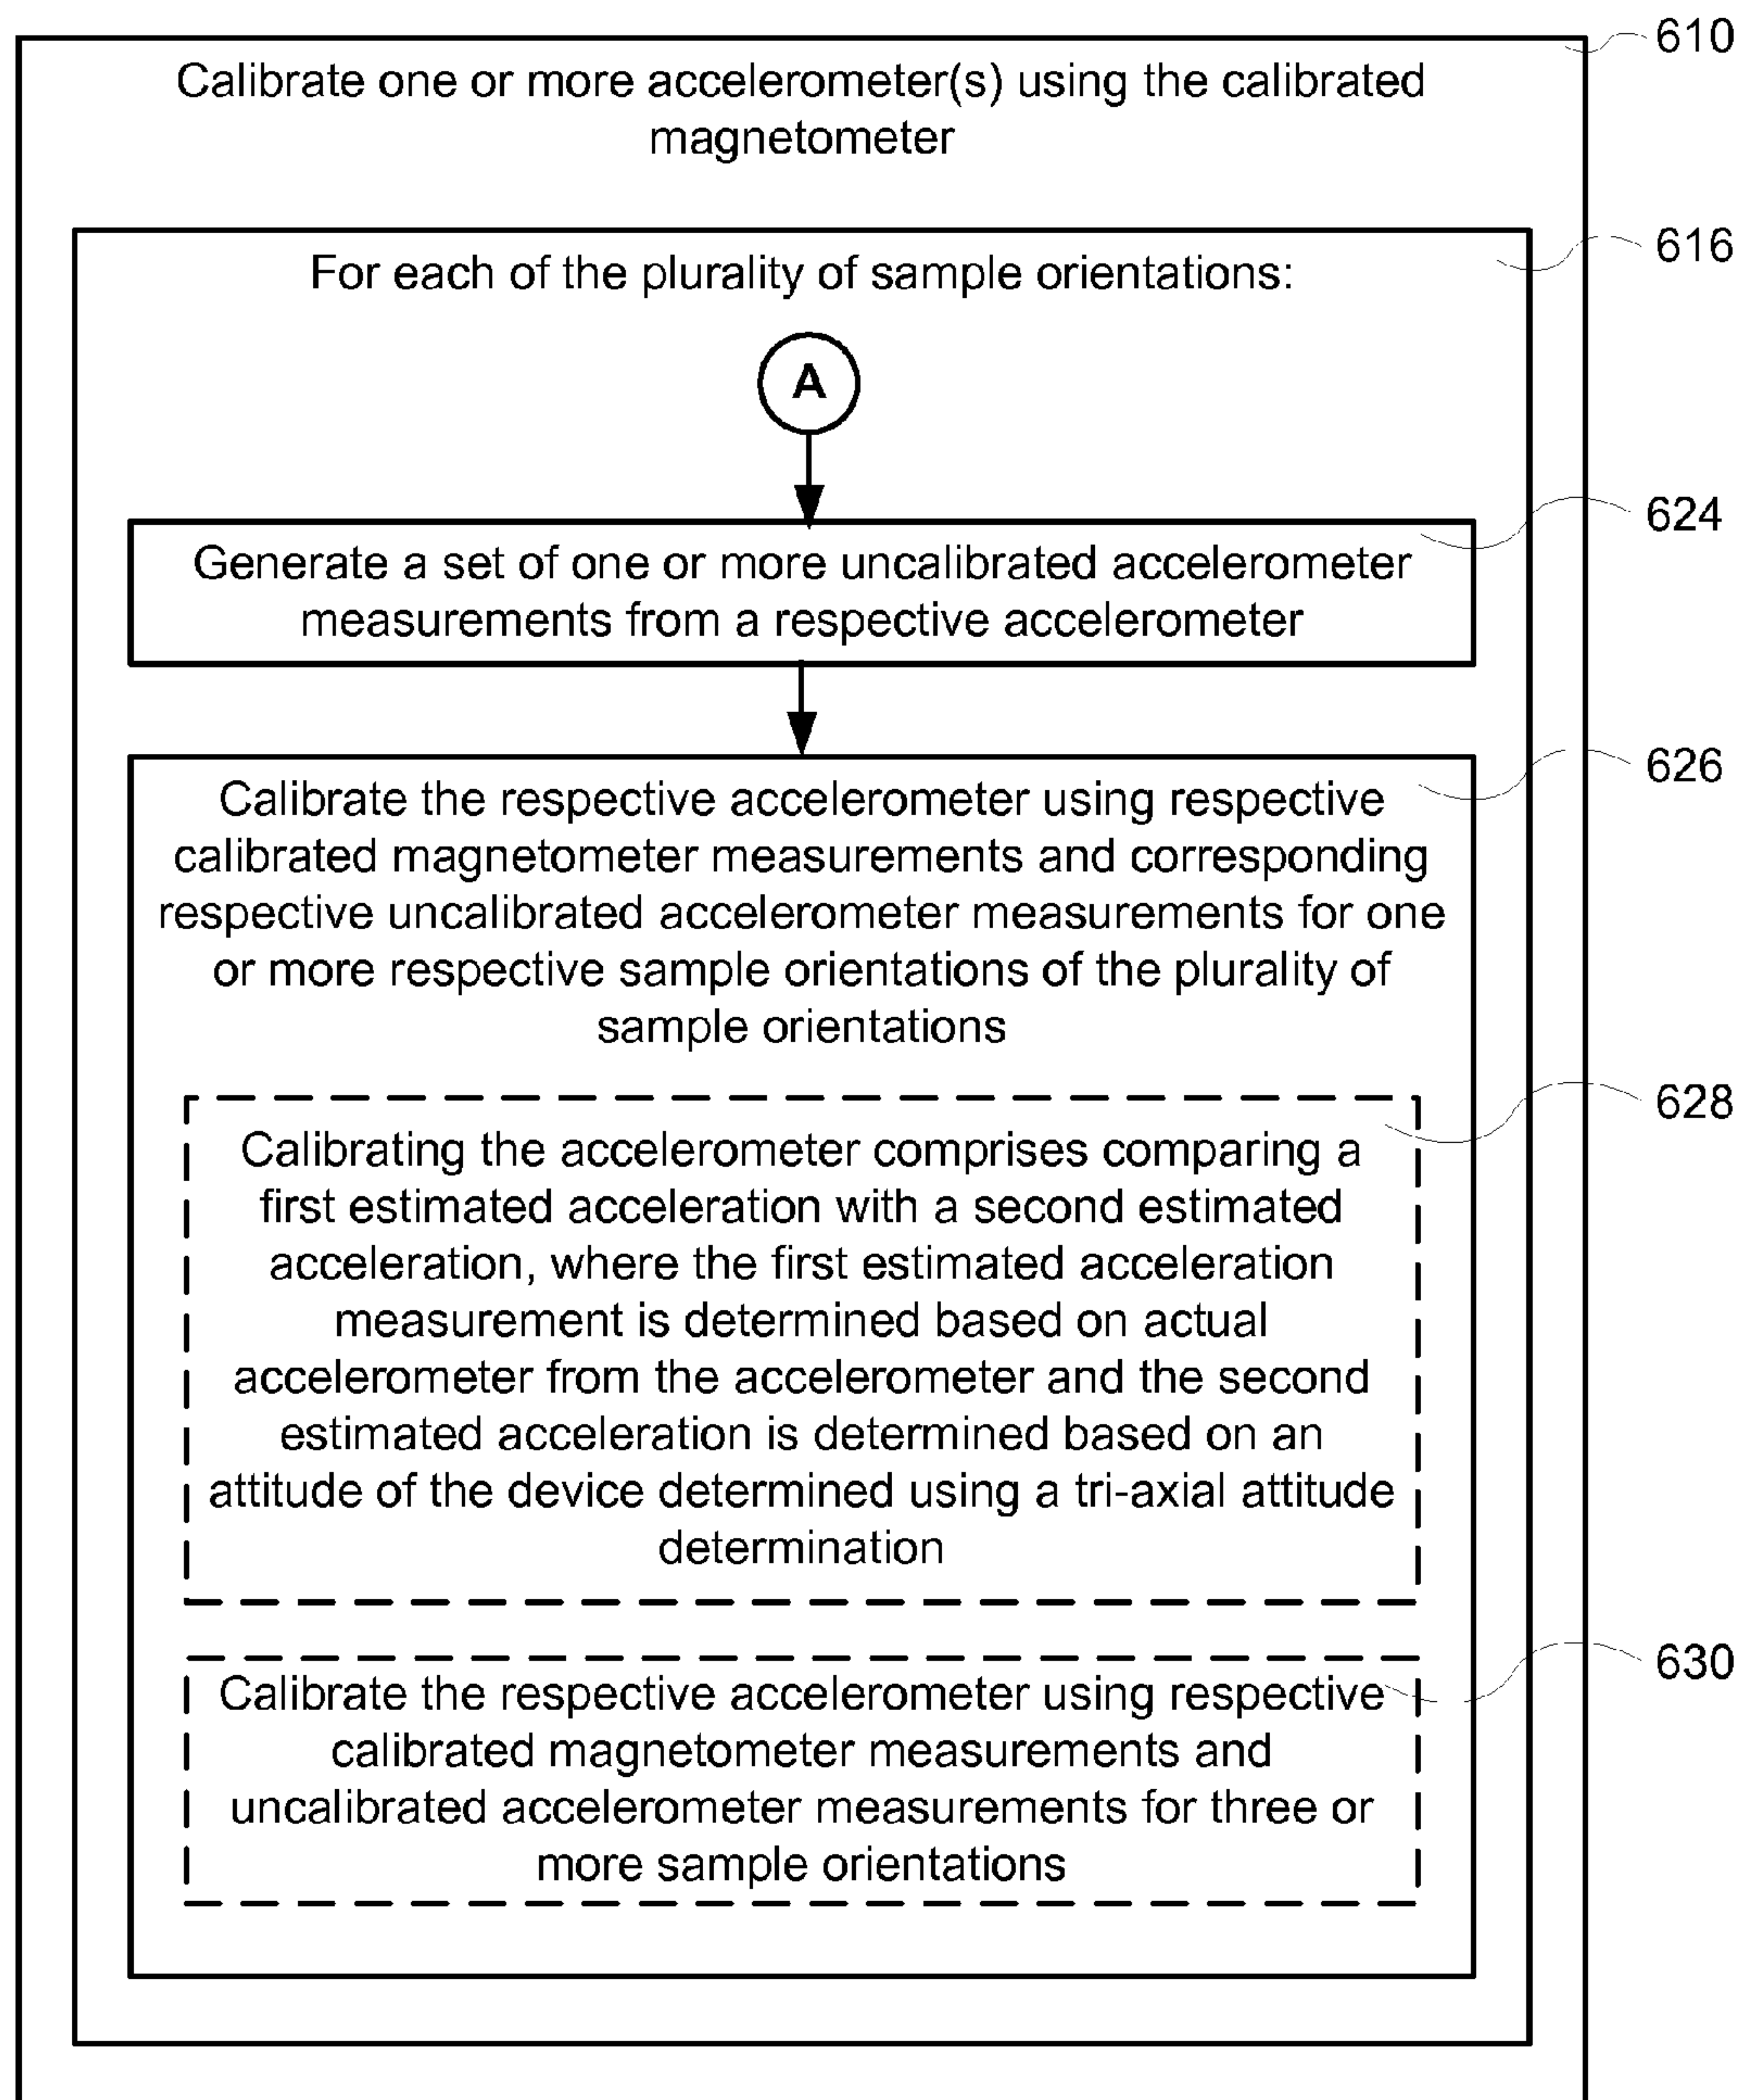 610
Calibrate one or more accelerometer(s) using the calibrated
magnetometer
616
For each of the plurality of sample orientations:
A
624
Generate a set of one or more uncalibrated accelerometer
measurements from a respective accelerometer
626
Calibrate the respective accelerometer using respective
calibrated magnetometer measurements and corresponding
respective uncalibrated accelerometer measurements for one
or more respective sample orientations of the plurality of
sample orientations
628
Calibrating the accelerometer comprises comparing a
first estimated acceleration with a second estimated
acceleration, where the first estimated acceleration
measurement is determined based on actual
accelerometer from the accelerometer and the second
estimated acceleration is determined based on an
attitude of the device determined using a tri-axial attitude
determination
630
Calibrate the respective accelerometer using respective
calibrated magnetometer measurements and
uncalibrated accelerometer measurements for three or
more sample orientations